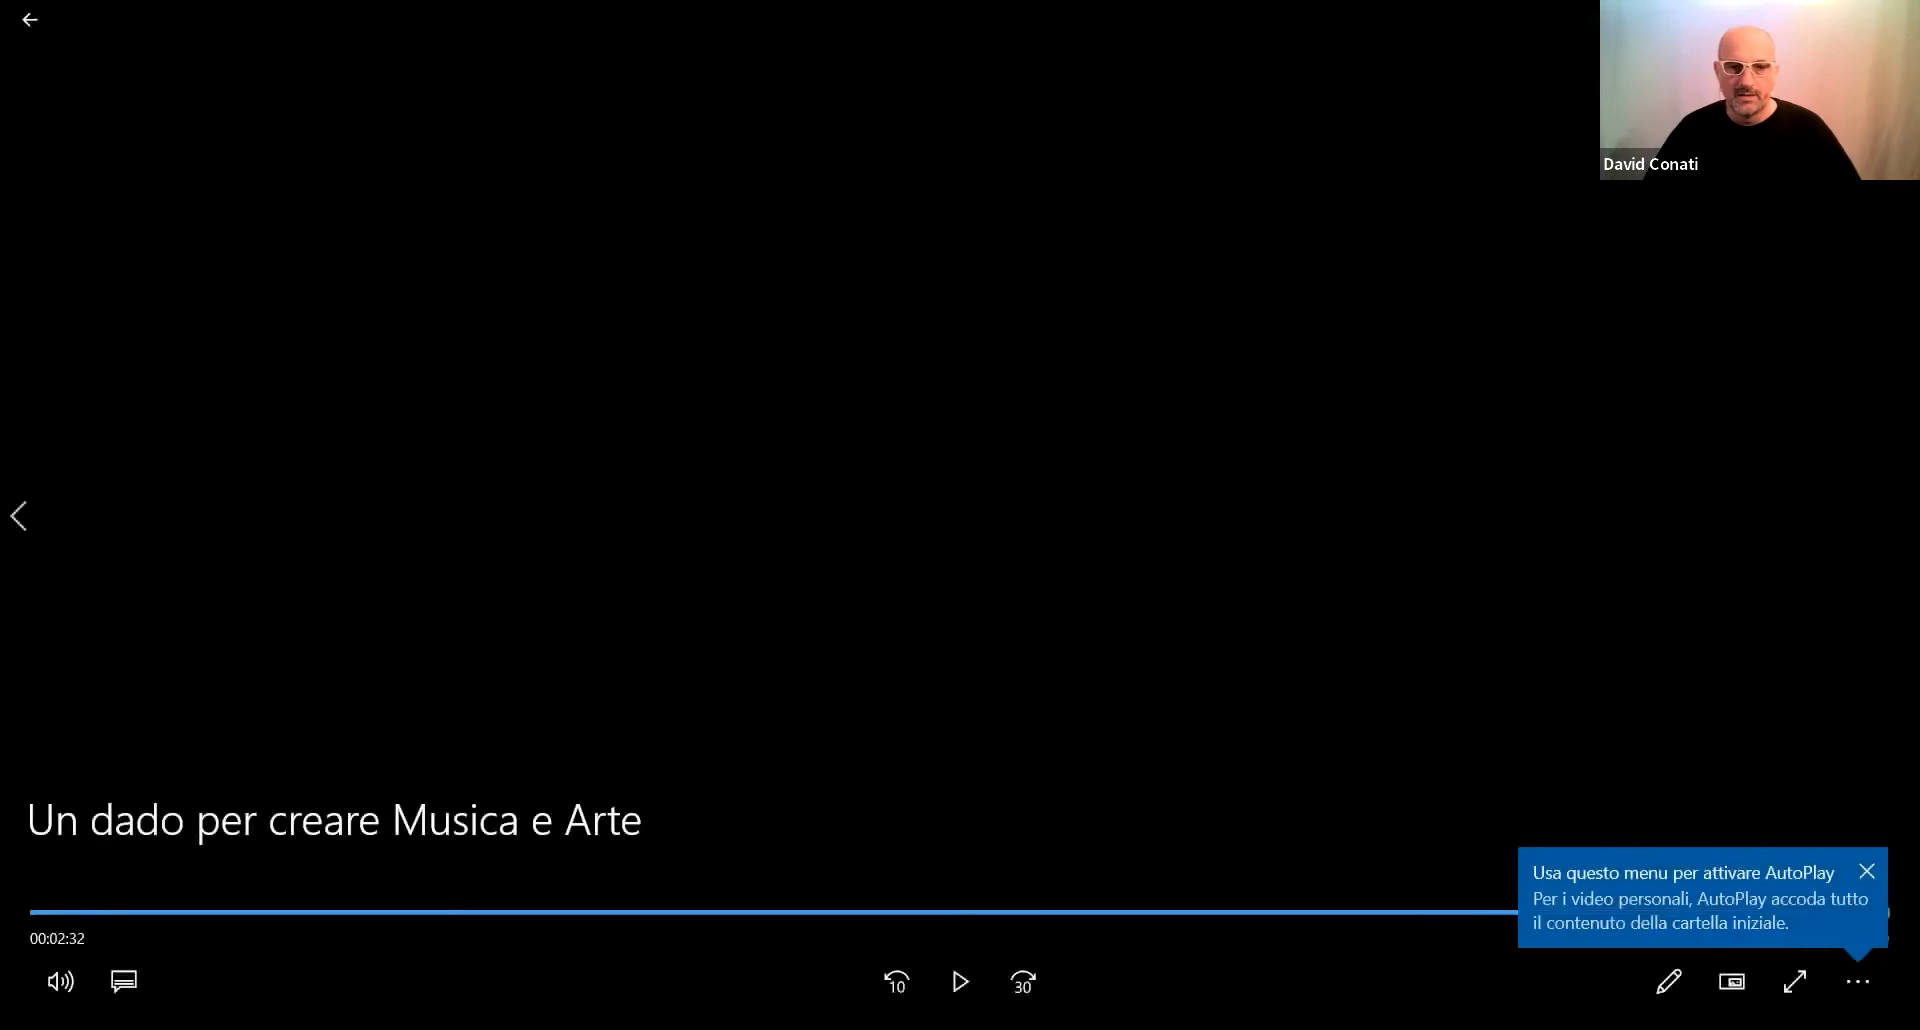 David Conati
Un dado per creare Musica e Arte
Usa questo menu per attivare AutoPlay
Per i video personali, AutoPlay accoda tutto
il contenuto della cartella iniziale.
00:02:32
10
30